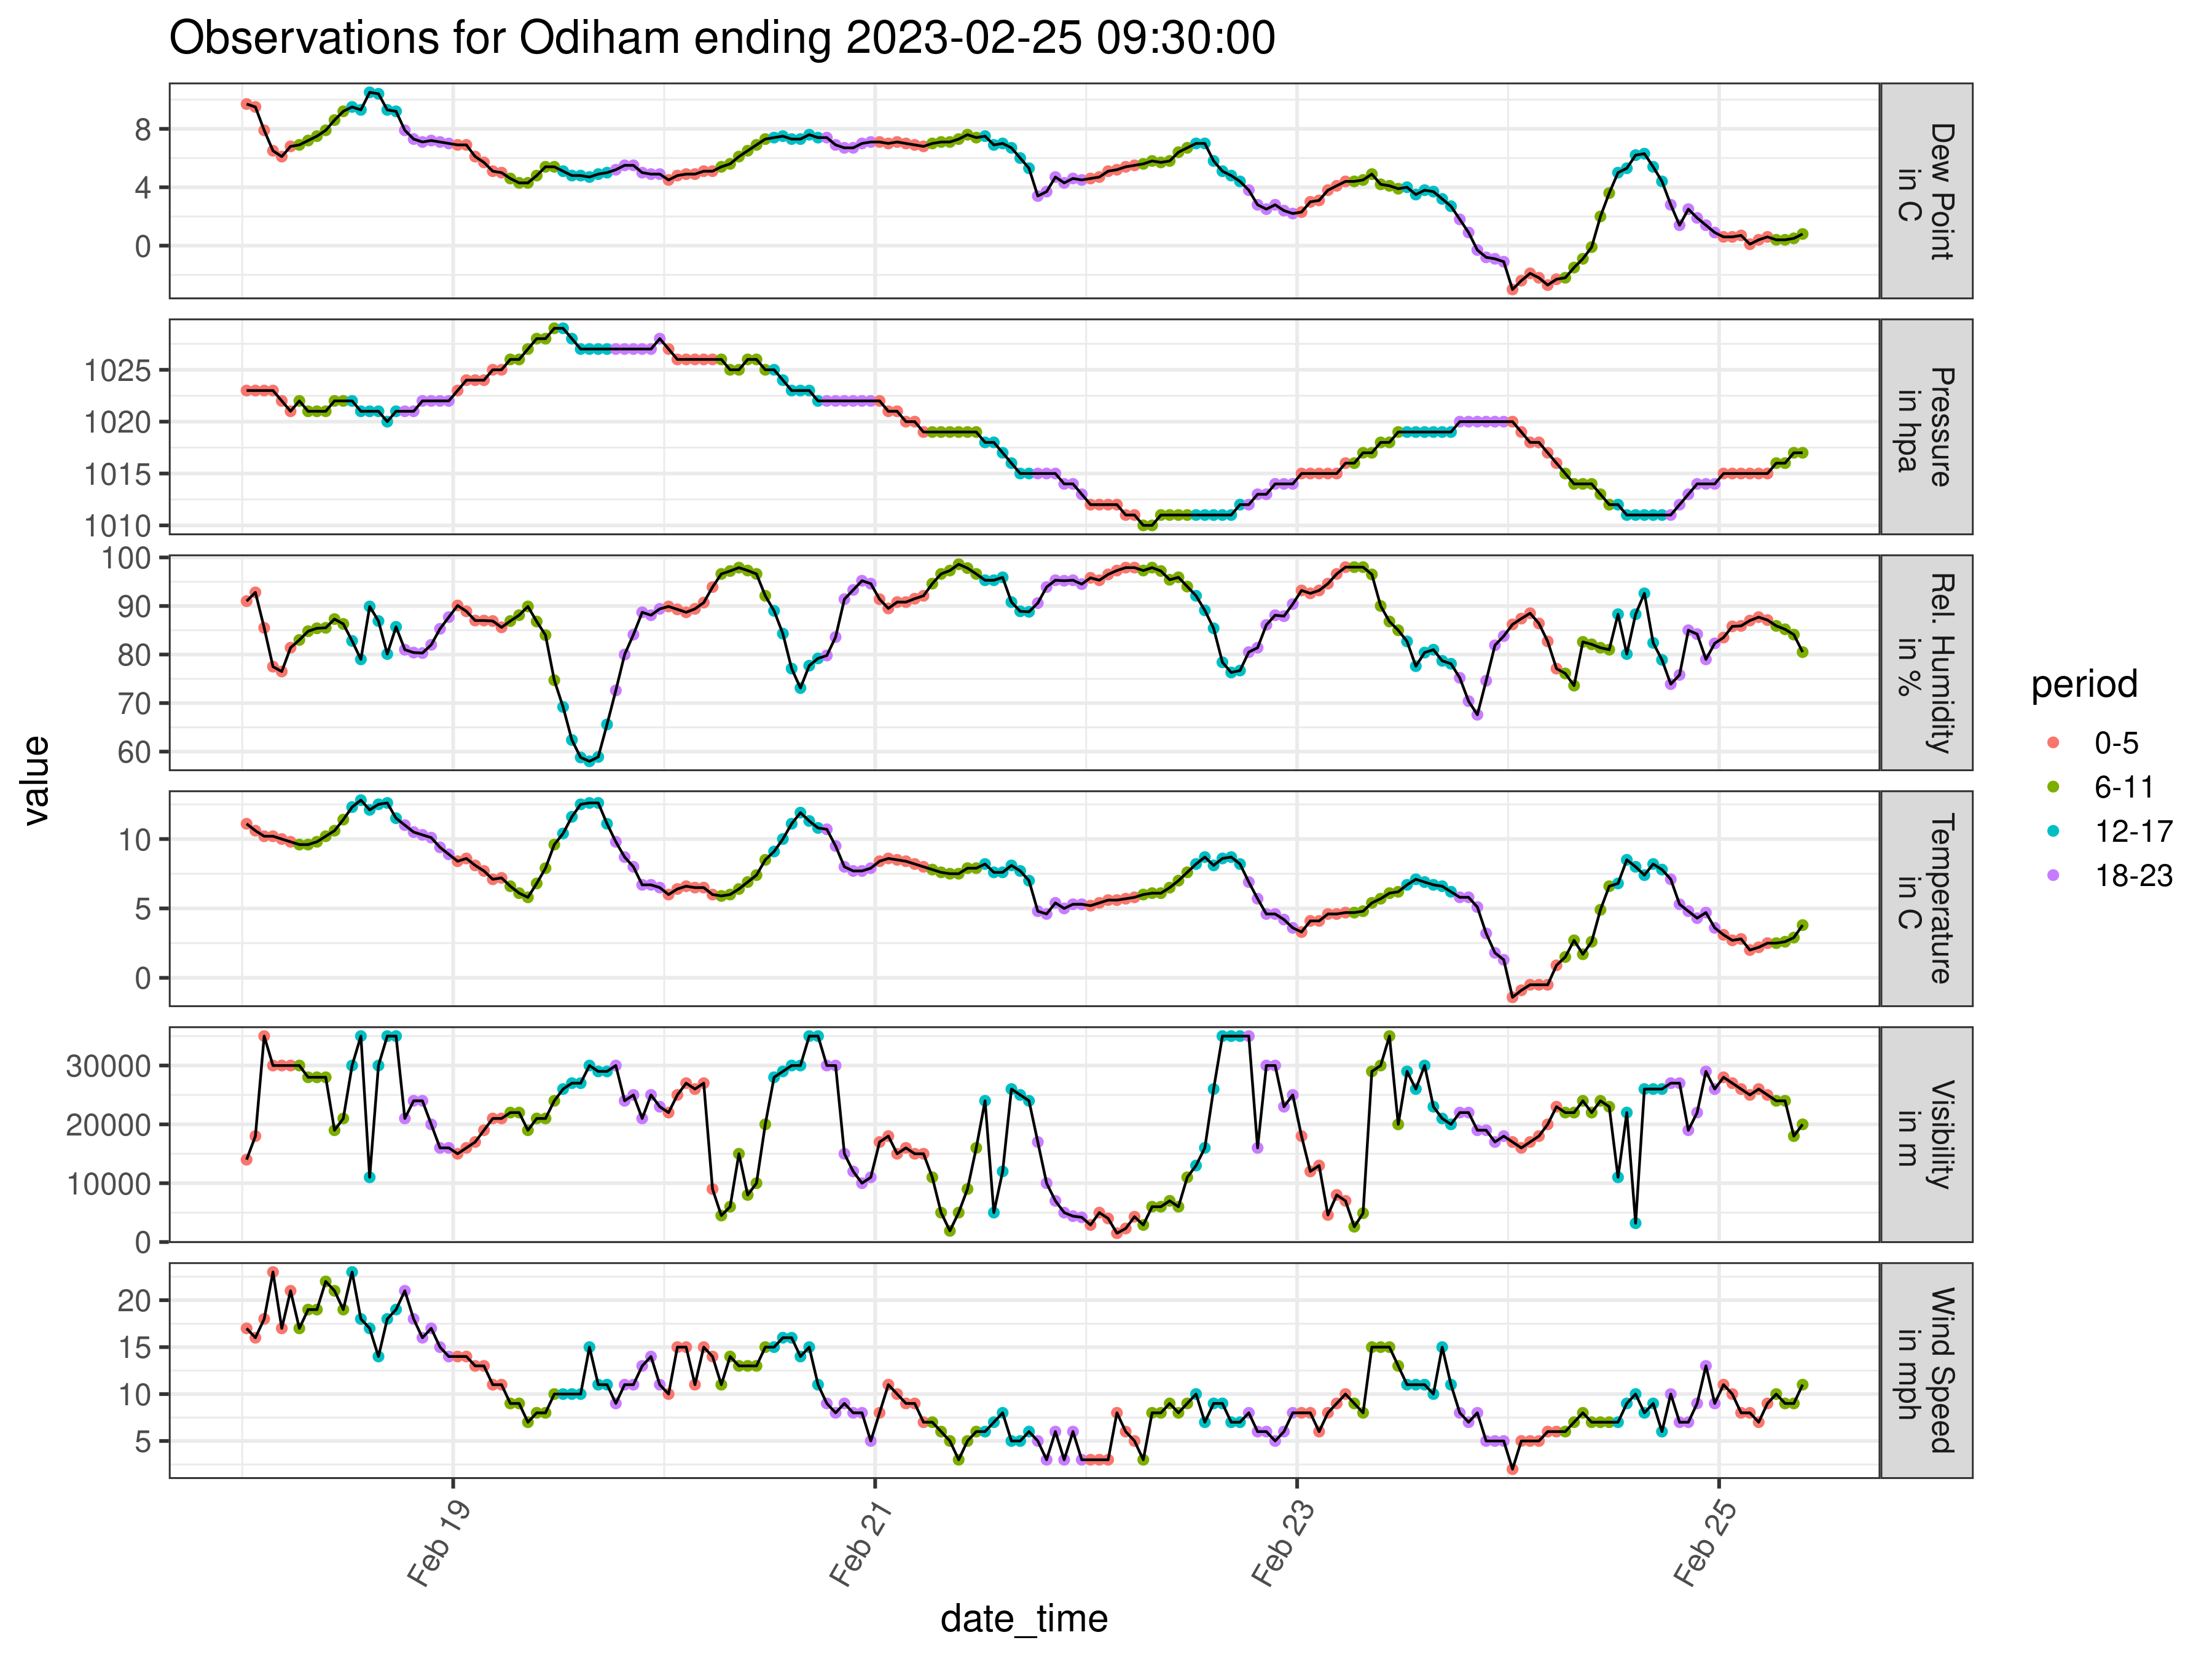 Observations for Odiham ending 2023-02-25 09:30:00
value
8
4
0
Dew Point
in C
1025
1020
1015
1010
Pressure
in hpa
100
90
80
70
60
Rel. Humidity
in %
10
5
0
Temperature
in C
30000
20000
10000
0
Visibility
in m
20
15
10
5
Wind Speed
in mph
Feb 19
Feb 21
Feb 23
Feb 25
date_time
period
0-5
6-11
12-17
18-23